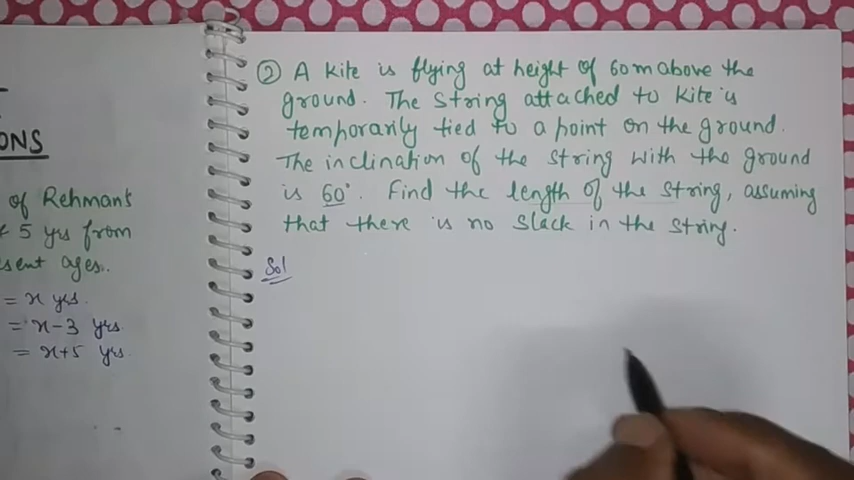 ONS
of Rehman's
5 yrs from
sent ages.
= x yrs.
= x-3 yrs
= x+5 yrs
② A kite is flying at height of 60m above the
ground. The string attached to kite is
temporarily tied to a point on the ground.
The inclination of the string with the ground
is 60°. Find the length of the string, assuming
that there is no slack in the string.
Sol